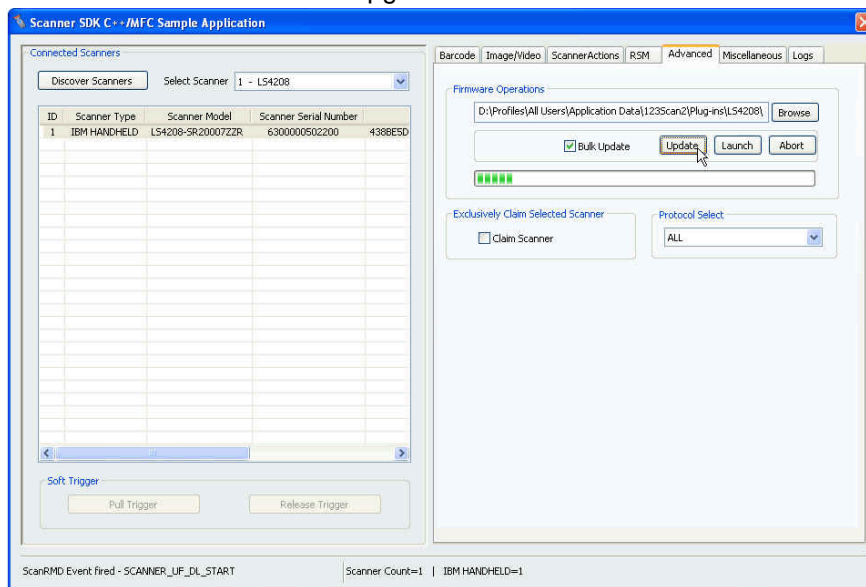 Scanner SDK C++/MFC Sample Application
Connected Scanners
Discover Scanners Select Scanner 1 - LS4208
ID Scanner Type Scanner Model Scanner Serial Number
1 IBM HANDHELD LS4208-SR20007ZZR 6300000502200 438BE5D
Soft Trigger
Pull Trigger Release Trigger
Barcode Image/Video ScannerActions RSM Advanced Miscellaneous Logs
Firmware Operations
D:\Profiles\All Users\Application Data\123Scan2\Plug-ins\LS4208\ Browse
Bulk Update Update Launch Abort
Exclusively Claim Selected Scanner
Claim Scanner
Protocol Select
ALL
ScanRMD Event fired - SCANNER_UF_DL_START Scanner Count=1 | IBM HANDHELD=1